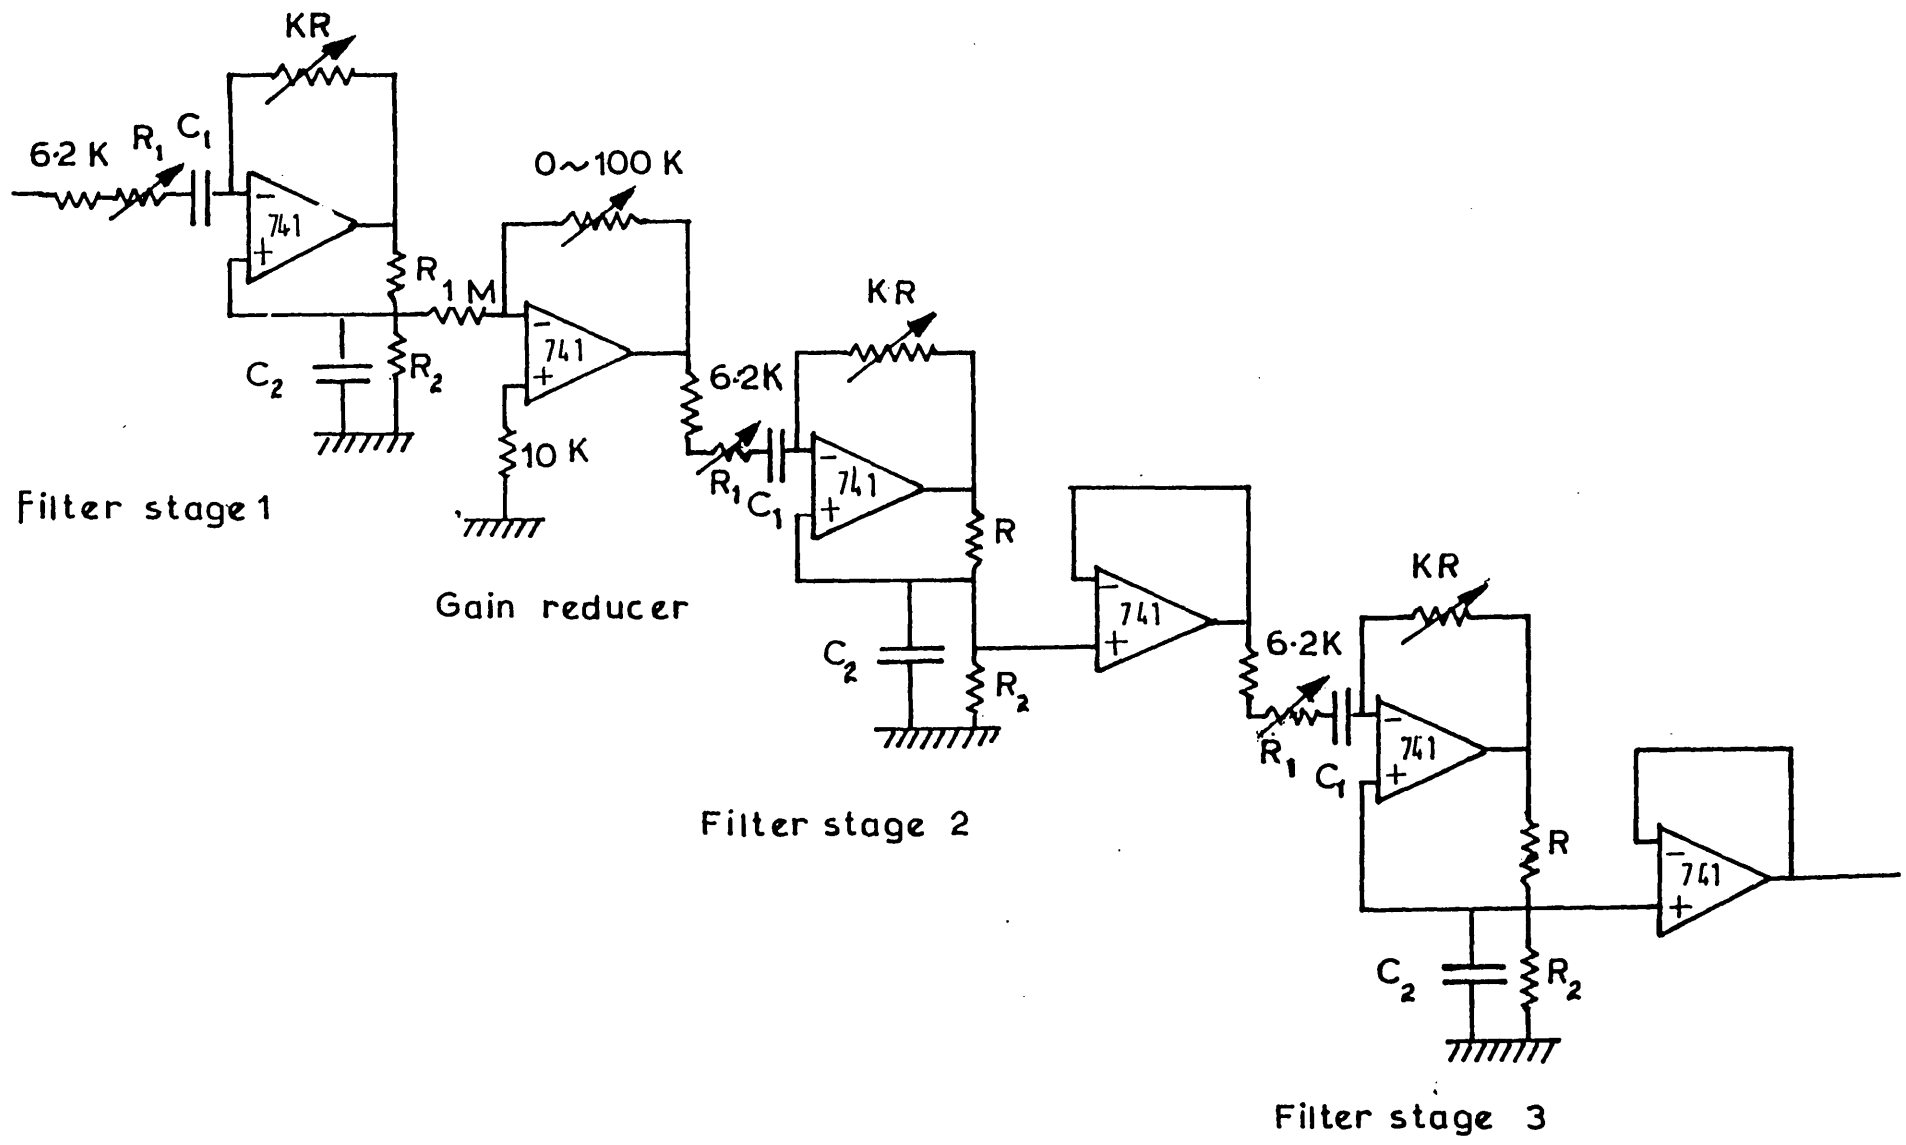 KR
6.2 K
R1
C1
-
741
+
R
1 M
C2
R2
Filter stage 1
0~100 K
-
741
+
10 K
Gain reducer
6.2K
R1
C1
KR
-
741
+
R
C2
R2
Filter stage 2
-
741
+
6.2K
R1
C1
KR
-
741
+
R
C2
R2
-
741
+
Filter stage 3